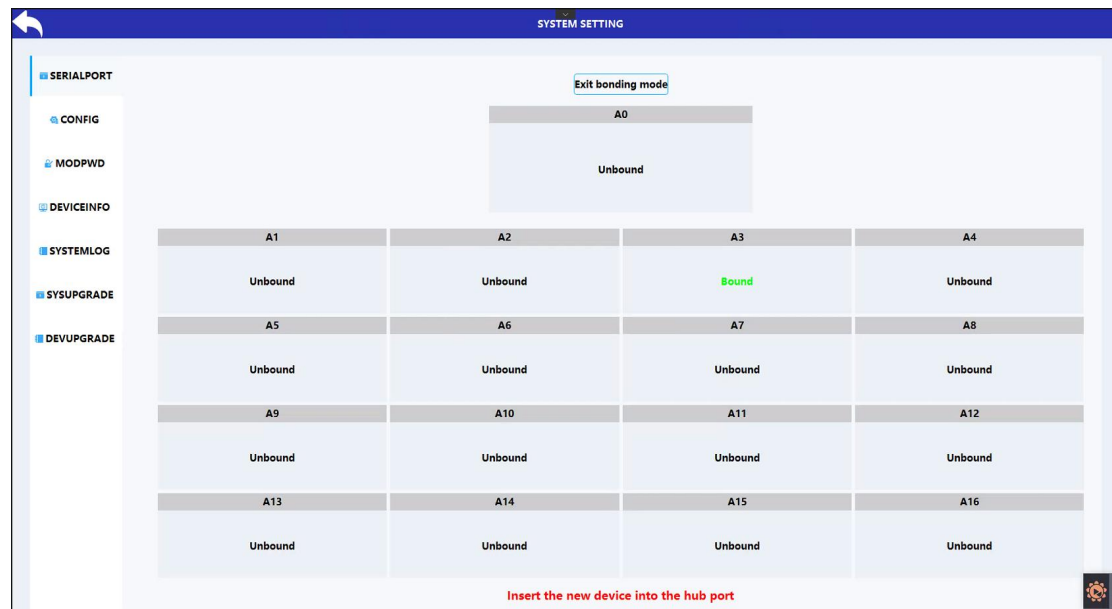 SYSTEM SETTING
SERIALPORT
CONFIG
MODPWD
DEVICEINFO
SYSTEMLOG
SYSUPGRADE
DEVUPGRADE
Exit bonding mode
A0
Unbound
A1 A2 A3 A4
Unbound Unbound Bound Unbound
A5 A6 A7 A8
Unbound Unbound Unbound Unbound
A9 A10 A11 A12
Unbound Unbound Unbound Unbound
A13 A14 A15 A16
Unbound Unbound Unbound Unbound
Insert the new device into the hub port